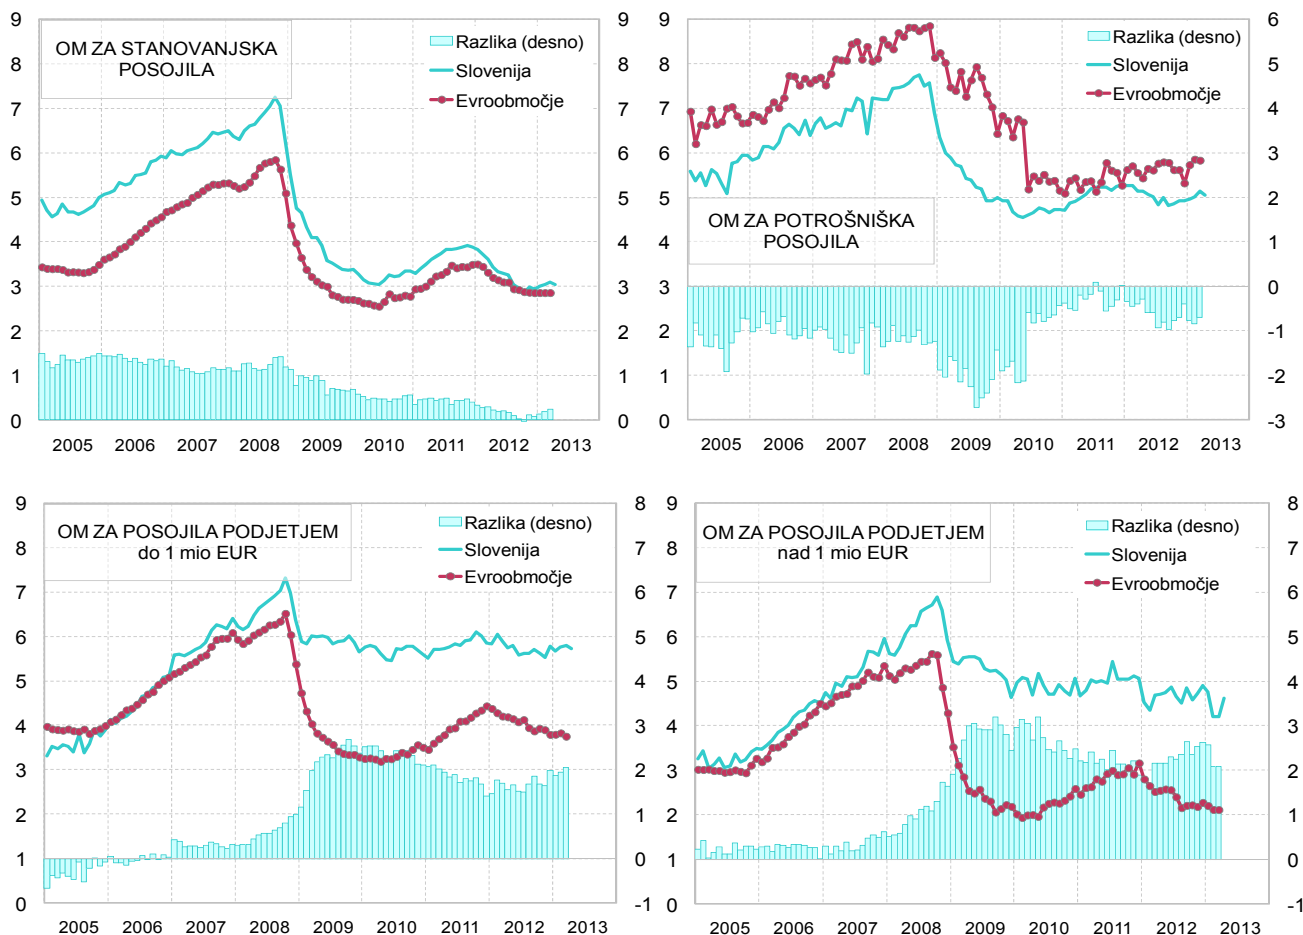 OM ZA STANOVANJSKA
POSOJILA
Razlika (desno)
Slovenija
Evroobmočje
9 8 7 6 5 4 3 2 1 0
9 8 7 6 5 4 3 2 1 0
2005 2006 2007 2008 2009 2010 2011 2012 2013
OM ZA POTROŠNIŠKA
POSOJILA
Razlika (desno)
Slovenija
Evroobmočje
9 8 7 6 5 4 3 2 1 0
6 5 4 3 2 1 0 -1 -2 -3
2005 2006 2007 2008 2009 2010 2011 2012 2013
OM ZA POSOJILA PODJETJEM
do 1 mio EUR
Razlika (desno)
Slovenija
Evroobmočje
9 8 7 6 5 4 3 2 1 0
8 7 6 5 4 3 2 1 0 -1
2005 2006 2007 2008 2009 2010 2011 2012 2013
OM ZA POSOJILA PODJETJEM
nad 1 mio EUR
Razlika (desno)
Slovenija
Evroobmočje
9 8 7 6 5 4 3 2 1 0
8 7 6 5 4 3 2 1 0 -1
2005 2006 2007 2008 2009 2010 2011 2012 2013